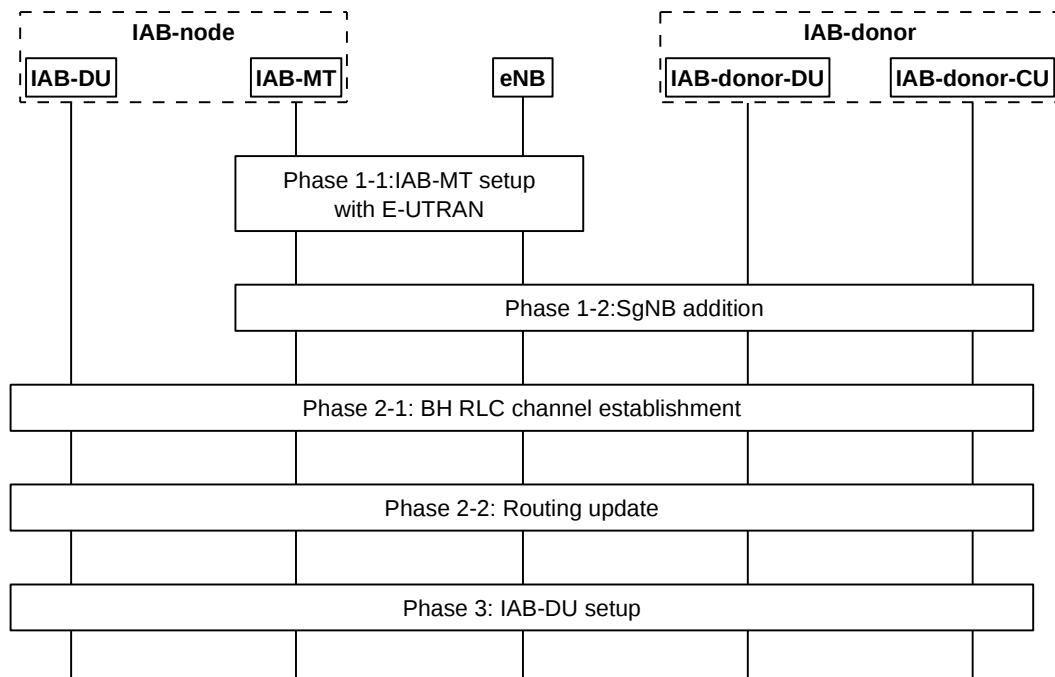 IAB-node
IAB-donor
IAB-DU
IAB-MT
eNB
IAB-donor-DU
IAB-donor-CU
Phase 1-1:IAB-MT setup
with E-UTRAN
Phase 1-2:SgNB addition
Phase 2-1: BH RLC channel establishment
Phase 2-2: Routing update
Phase 3: IAB-DU setup